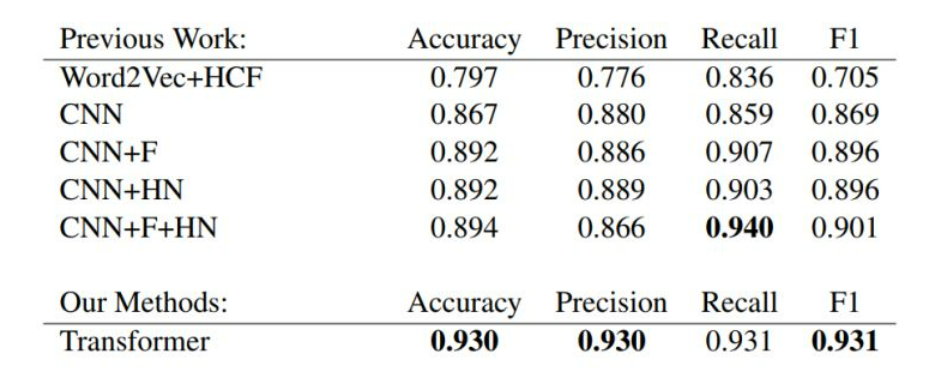 Previous Work: Accuracy Precision Recall F1
Word2Vec+HCF 0.797 0.776 0.836 0.705
CNN 0.867 0.880 0.859 0.869
CNN+F 0.892 0.886 0.907 0.896
CNN+HN 0.892 0.889 0.903 0.896
CNN+F+HN 0.894 0.866 0.940 0.901
Our Methods: Accuracy Precision Recall F1
Transformer 0.930 0.930 0.931 0.931